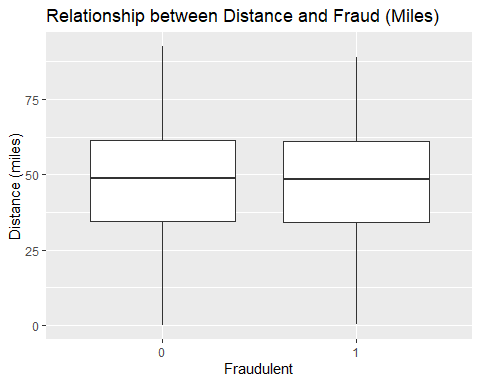 Relationship between Distance and Fraud (Miles)
Distance (miles)
75
50
25
0
0
1
Fraudulent